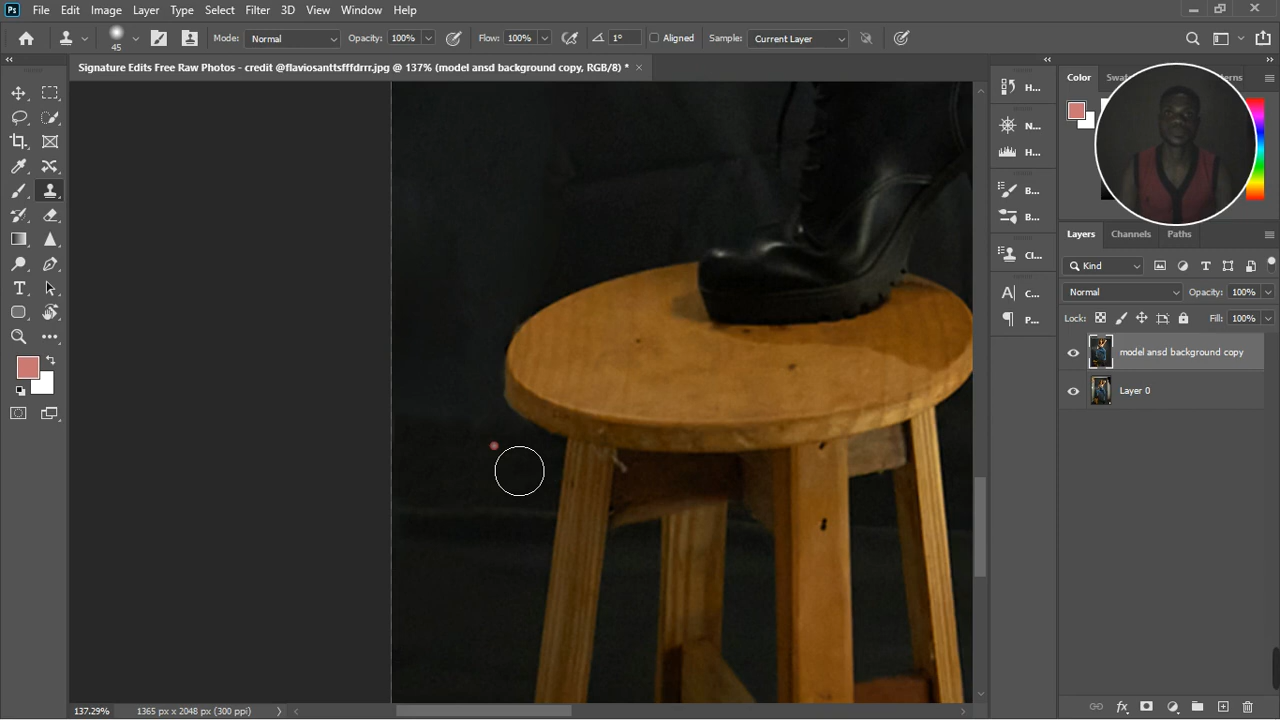 Ps File Edit Image Layer Type Select Filter 3D View Window Help
45 Mode: Normal Opacity: 100% Flow: 100% 1° Aligned Sample: Current Layer
Signature Edits Free Raw Photos - credit @flaviosanttsfffdrrr.jpg @ 137% (model ansd background copy, RGB/8) * ×
H...
N...
H...
B...
B...
Cl...
C...
P...
Color
Layers Channels Paths
Kind
Normal Opacity: 100%
Lock: Fill: 100%
model ansd background copy
Layer 0
fx
137.29% 1365 px x 2048 px (300 ppi)